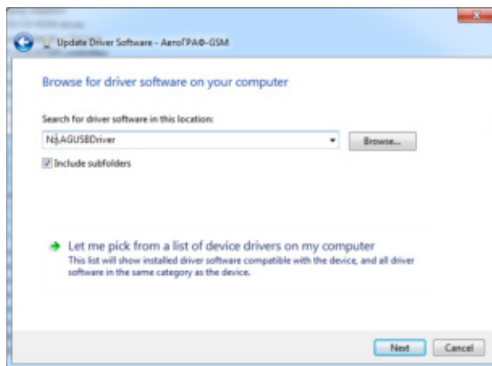 Update Driver Software - АвтоГРАФ-GSM
Browse for driver software on your computer
Search for driver software in this location:
N:\AGUSBDriver
Browse...
Include subfolders
Let me pick from a list of device drivers on my computer
This list will show installed driver software compatible with the device, and all driver
software in the same category as the device.
Next
Cancel